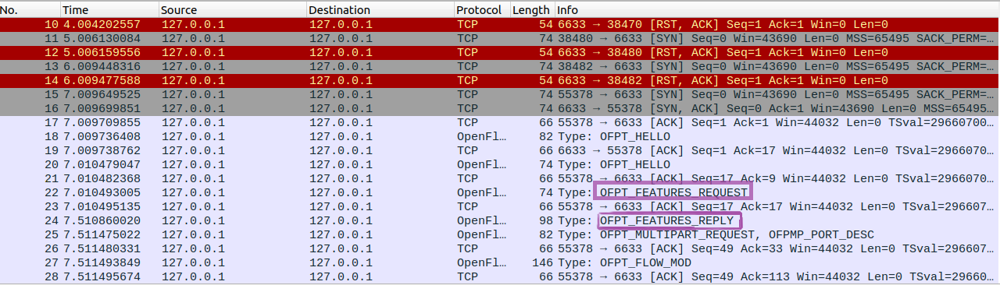 No. Time Source Destination Protocol Length Info
10 4.004202557 127.0.0.1 127.0.0.1 TCP 54 6633 → 38470 [RST, ACK] Seq=1 Ack=1 Win=0 Len=0
11 5.006130084 127.0.0.1 127.0.0.1 TCP 74 38480 → 6633 [SYN] Seq=0 Win=43690 Len=0 MSS=65495 SACK_PERM=…
12 5.006159556 127.0.0.1 127.0.0.1 TCP 54 6633 → 38480 [RST, ACK] Seq=1 Ack=1 Win=0 Len=0
13 6.009448316 127.0.0.1 127.0.0.1 TCP 74 38482 → 6633 [SYN] Seq=0 Win=43690 Len=0 MSS=65495 SACK_PERM=…
14 6.009477588 127.0.0.1 127.0.0.1 TCP 54 6633 → 38482 [RST, ACK] Seq=1 Ack=1 Win=0 Len=0
15 7.009649525 127.0.0.1 127.0.0.1 TCP 74 55378 → 6633 [SYN] Seq=0 Win=43690 Len=0 MSS=65495 SACK_PERM=…
16 7.009699851 127.0.0.1 127.0.0.1 TCP 74 6633 → 55378 [SYN, ACK] Seq=0 Ack=1 Win=43690 Len=0 MSS=65495…
17 7.009709855 127.0.0.1 127.0.0.1 TCP 66 55378 → 6633 [ACK] Seq=1 Ack=1 Win=44032 Len=0 TSval=29660700…
18 7.009736408 127.0.0.1 127.0.0.1 OpenFl… 82 Type: OFPT_HELLO
19 7.009738762 127.0.0.1 127.0.0.1 TCP 66 6633 → 55378 [ACK] Seq=1 Ack=17 Win=44032 Len=0 TSval=2966070…
20 7.010479047 127.0.0.1 127.0.0.1 OpenFl… 74 Type: OFPT_HELLO
21 7.010482368 127.0.0.1 127.0.0.1 TCP 66 55378 → 6633 [ACK] Seq=17 Ack=9 Win=44032 Len=0 TSval=2966070…
22 7.010493005 127.0.0.1 127.0.0.1 OpenFl… 74 Type: OFPT_FEATURES_REQUEST
23 7.010495135 127.0.0.1 127.0.0.1 TCP 66 55378 → 6633 [ACK] Seq=17 Ack=17 Win=44032 Len=0 TSval=296607…
24 7.510860020 127.0.0.1 127.0.0.1 OpenFl… 98 Type: OFPT_FEATURES_REPLY
25 7.511475022 127.0.0.1 127.0.0.1 OpenFl… 82 Type: OFPT_MULTIPART_REQUEST, OFPMP_PORT_DESC
26 7.511480331 127.0.0.1 127.0.0.1 TCP 66 55378 → 6633 [ACK] Seq=49 Ack=33 Win=44032 Len=0 TSval=296607…
27 7.511493849 127.0.0.1 127.0.0.1 OpenFl… 146 Type: OFPT_FLOW_MOD
28 7.511495674 127.0.0.1 127.0.0.1 TCP 66 55378 → 6633 [ACK] Seq=49 Ack=113 Win=44032 Len=0 TSval=29660…